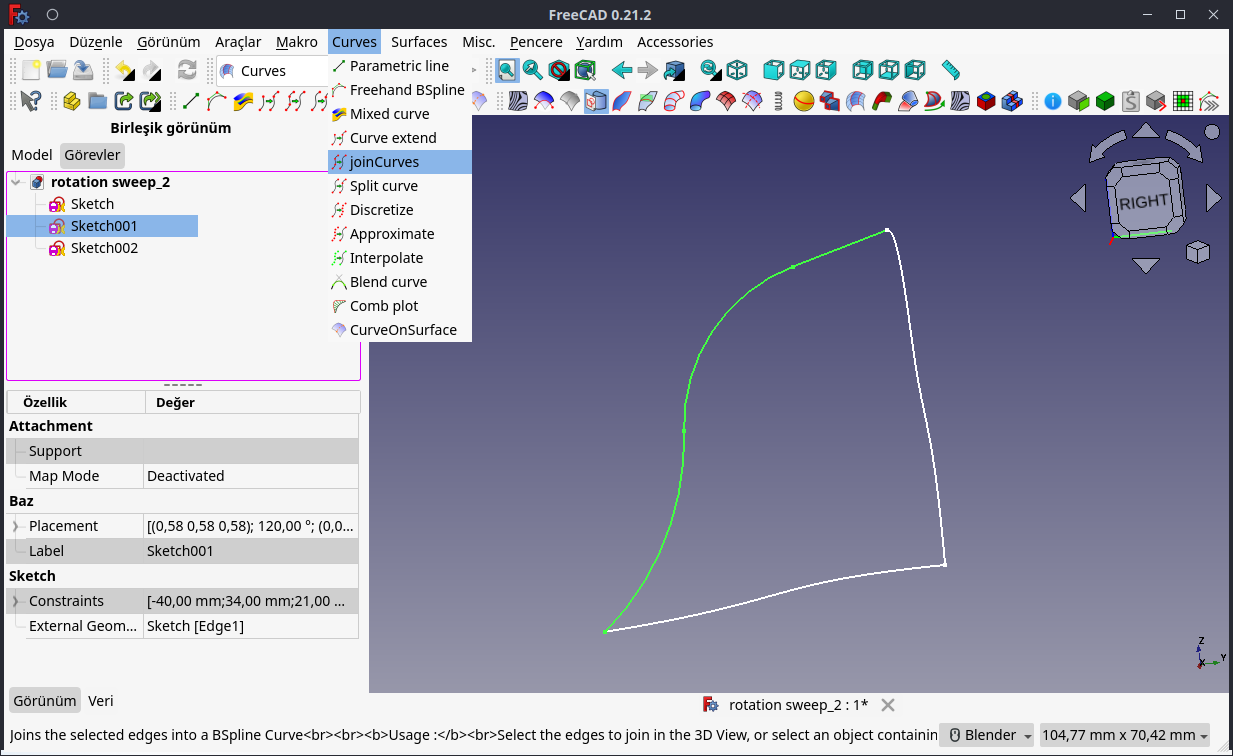 FreeCAD 0.21.2
Dosya Düzenle Görünüm Araçlar Makro Curves Surfaces Misc. Pencere Yardım Accessories
Curves
Parametric line
Freehand BSpline
Mixed curve
Curve extend
joinCurves
Split curve
Discretize
Approximate
Interpolate
Blend curve
Comb plot
CurveOnSurface
Birleşik görünüm
Model Görevler
rotation sweep_2
Sketch
Sketch001
Sketch002
Özellik Değer
Attachment
Support
Map Mode Deactivated
Baz
Placement [(0,58 0,58 0,58); 120,00 °; (0,0...
Label Sketch001
Sketch
Constraints [-40,00 mm;34,00 mm;21,00 ...
External Geom... Sketch [Edge1]
Görünüm Veri
RIGHT
Z
Y
X
rotation sweep_2 : 1*
Joins the selected edges into a BSpline Curve<br><br><b>Usage :</b><br>Select the edges to join in the 3D View, or select an object containin
Blender
104,77 mm x 70,42 mm